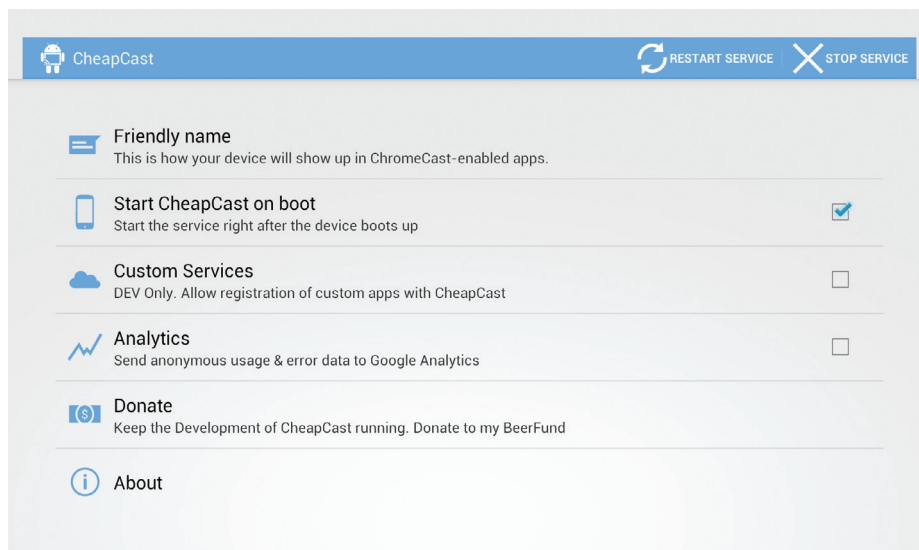 CheapCast
RESTART SERVICE
STOP SERVICE
Friendly name
This is how your device will show up in ChromeCast-enabled apps.
Start CheapCast on boot
Start the service right after the device boots up
Custom Services
DEV Only. Allow registration of custom apps with CheapCast
Analytics
Send anonymous usage & error data to Google Analytics
Donate
Keep the Development of CheapCast running. Donate to my BeerFund
About